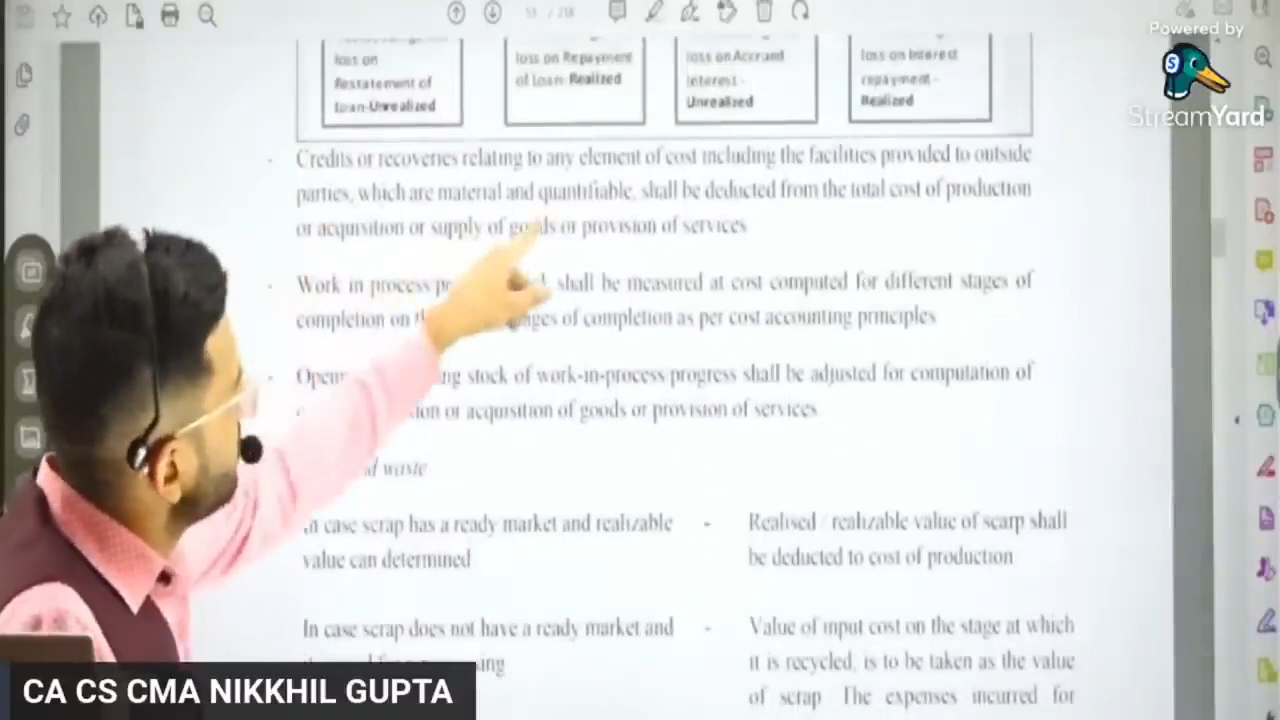 Powered by
StreamYard
loss on
Restatement of
Loan-Unrealized
loss on Repayment
of Loan-Realized
loss on Accrued
Interest -
Unrealized
loss on Interest
repayment -
Realized
- Credits or recoveries relating to any element of cost including the facilities provided to outside
parties, which are material and quantifiable, shall be deducted from the total cost of production
or acquisition or supply of goods or provision of services
- Work in process shall be measured at cost computed for different stages of
completion on of completion as per cost accounting principles
- stock of work-in-process progress shall be adjusted for computation of
or acquisition of goods or provision of services
waste
In case scrap has a ready market and realizable
value can determined
- Realised / realizable value of scarp shall
be deducted to cost of production
In case scrap does not have a ready market and
- Value of input cost on the stage at which
it is recycled, is to be taken as the value
of scrap The expenses incurred for
CA CS CMA NIKKHIL GUPTA